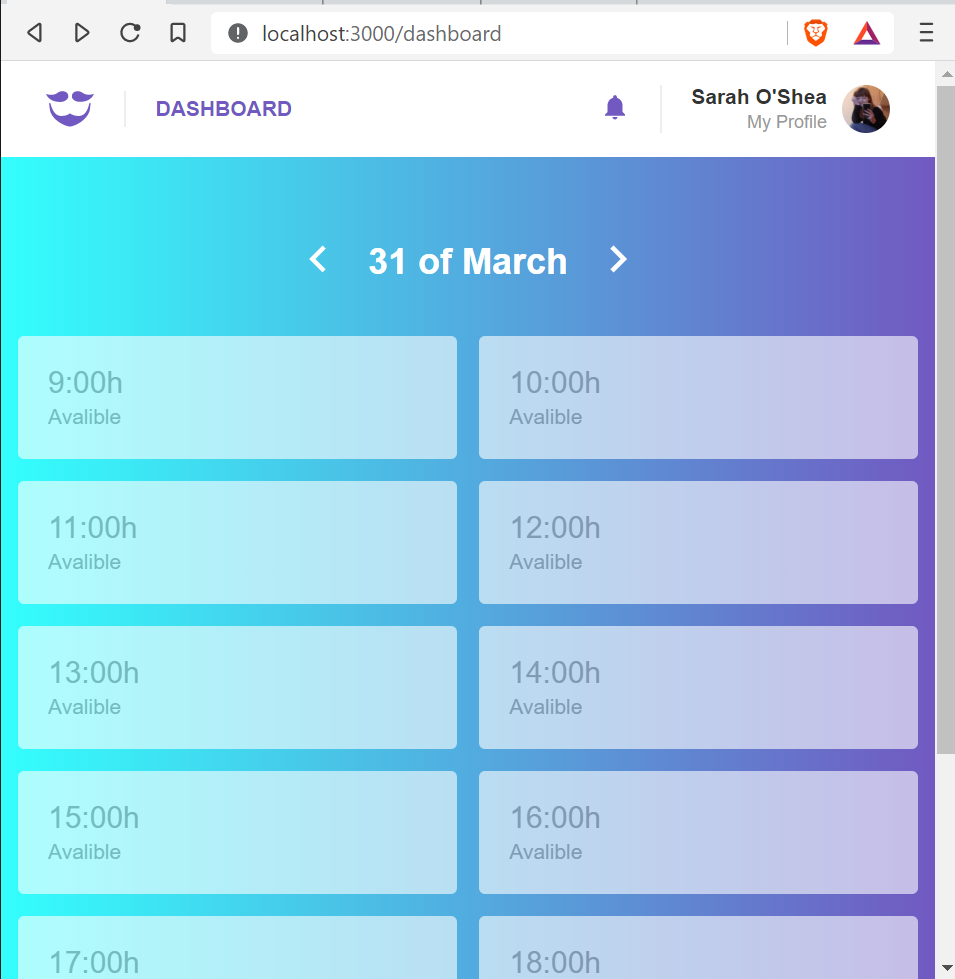 localhost:3000/dashboard
DASHBOARD
Sarah O'Shea
My Profile
31 of March
9:00h
Avalible
10:00h
Avalible
11:00h
Avalible
12:00h
Avalible
13:00h
Avalible
14:00h
Avalible
15:00h
Avalible
16:00h
Avalible
17:00h
18:00h